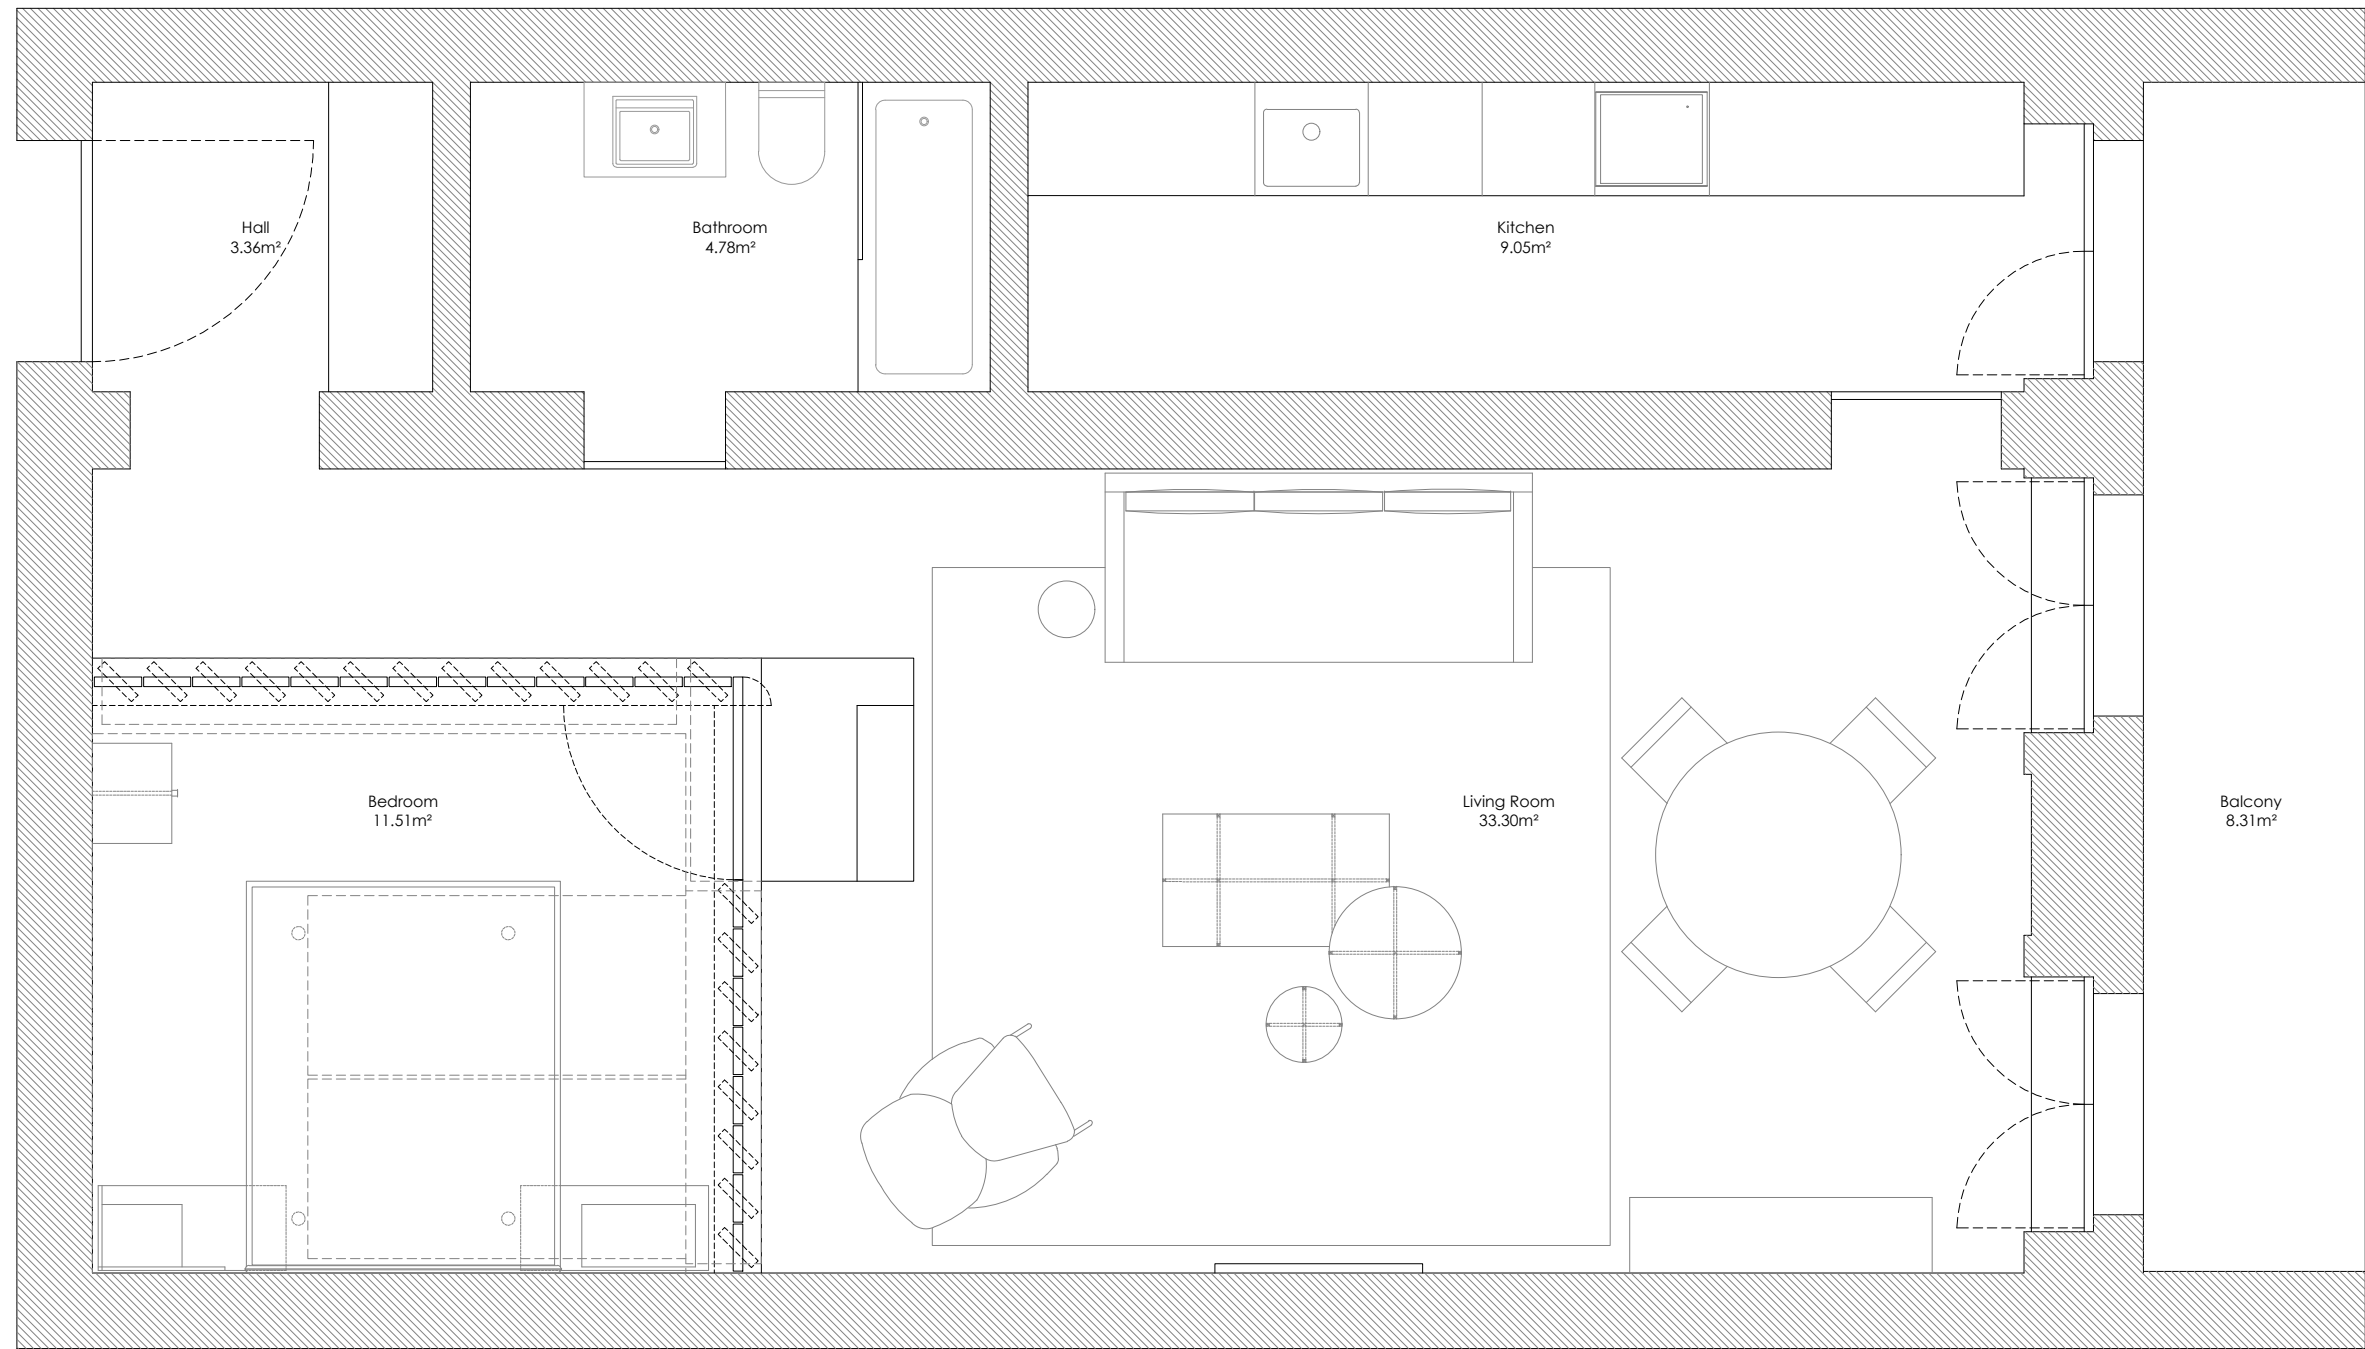 Hall
3.36m²
Bathroom
4.78m²
Kitchen
9.05m²
Bedroom
11.51m²
Living Room
33.30m²
Balcony
8.31m²